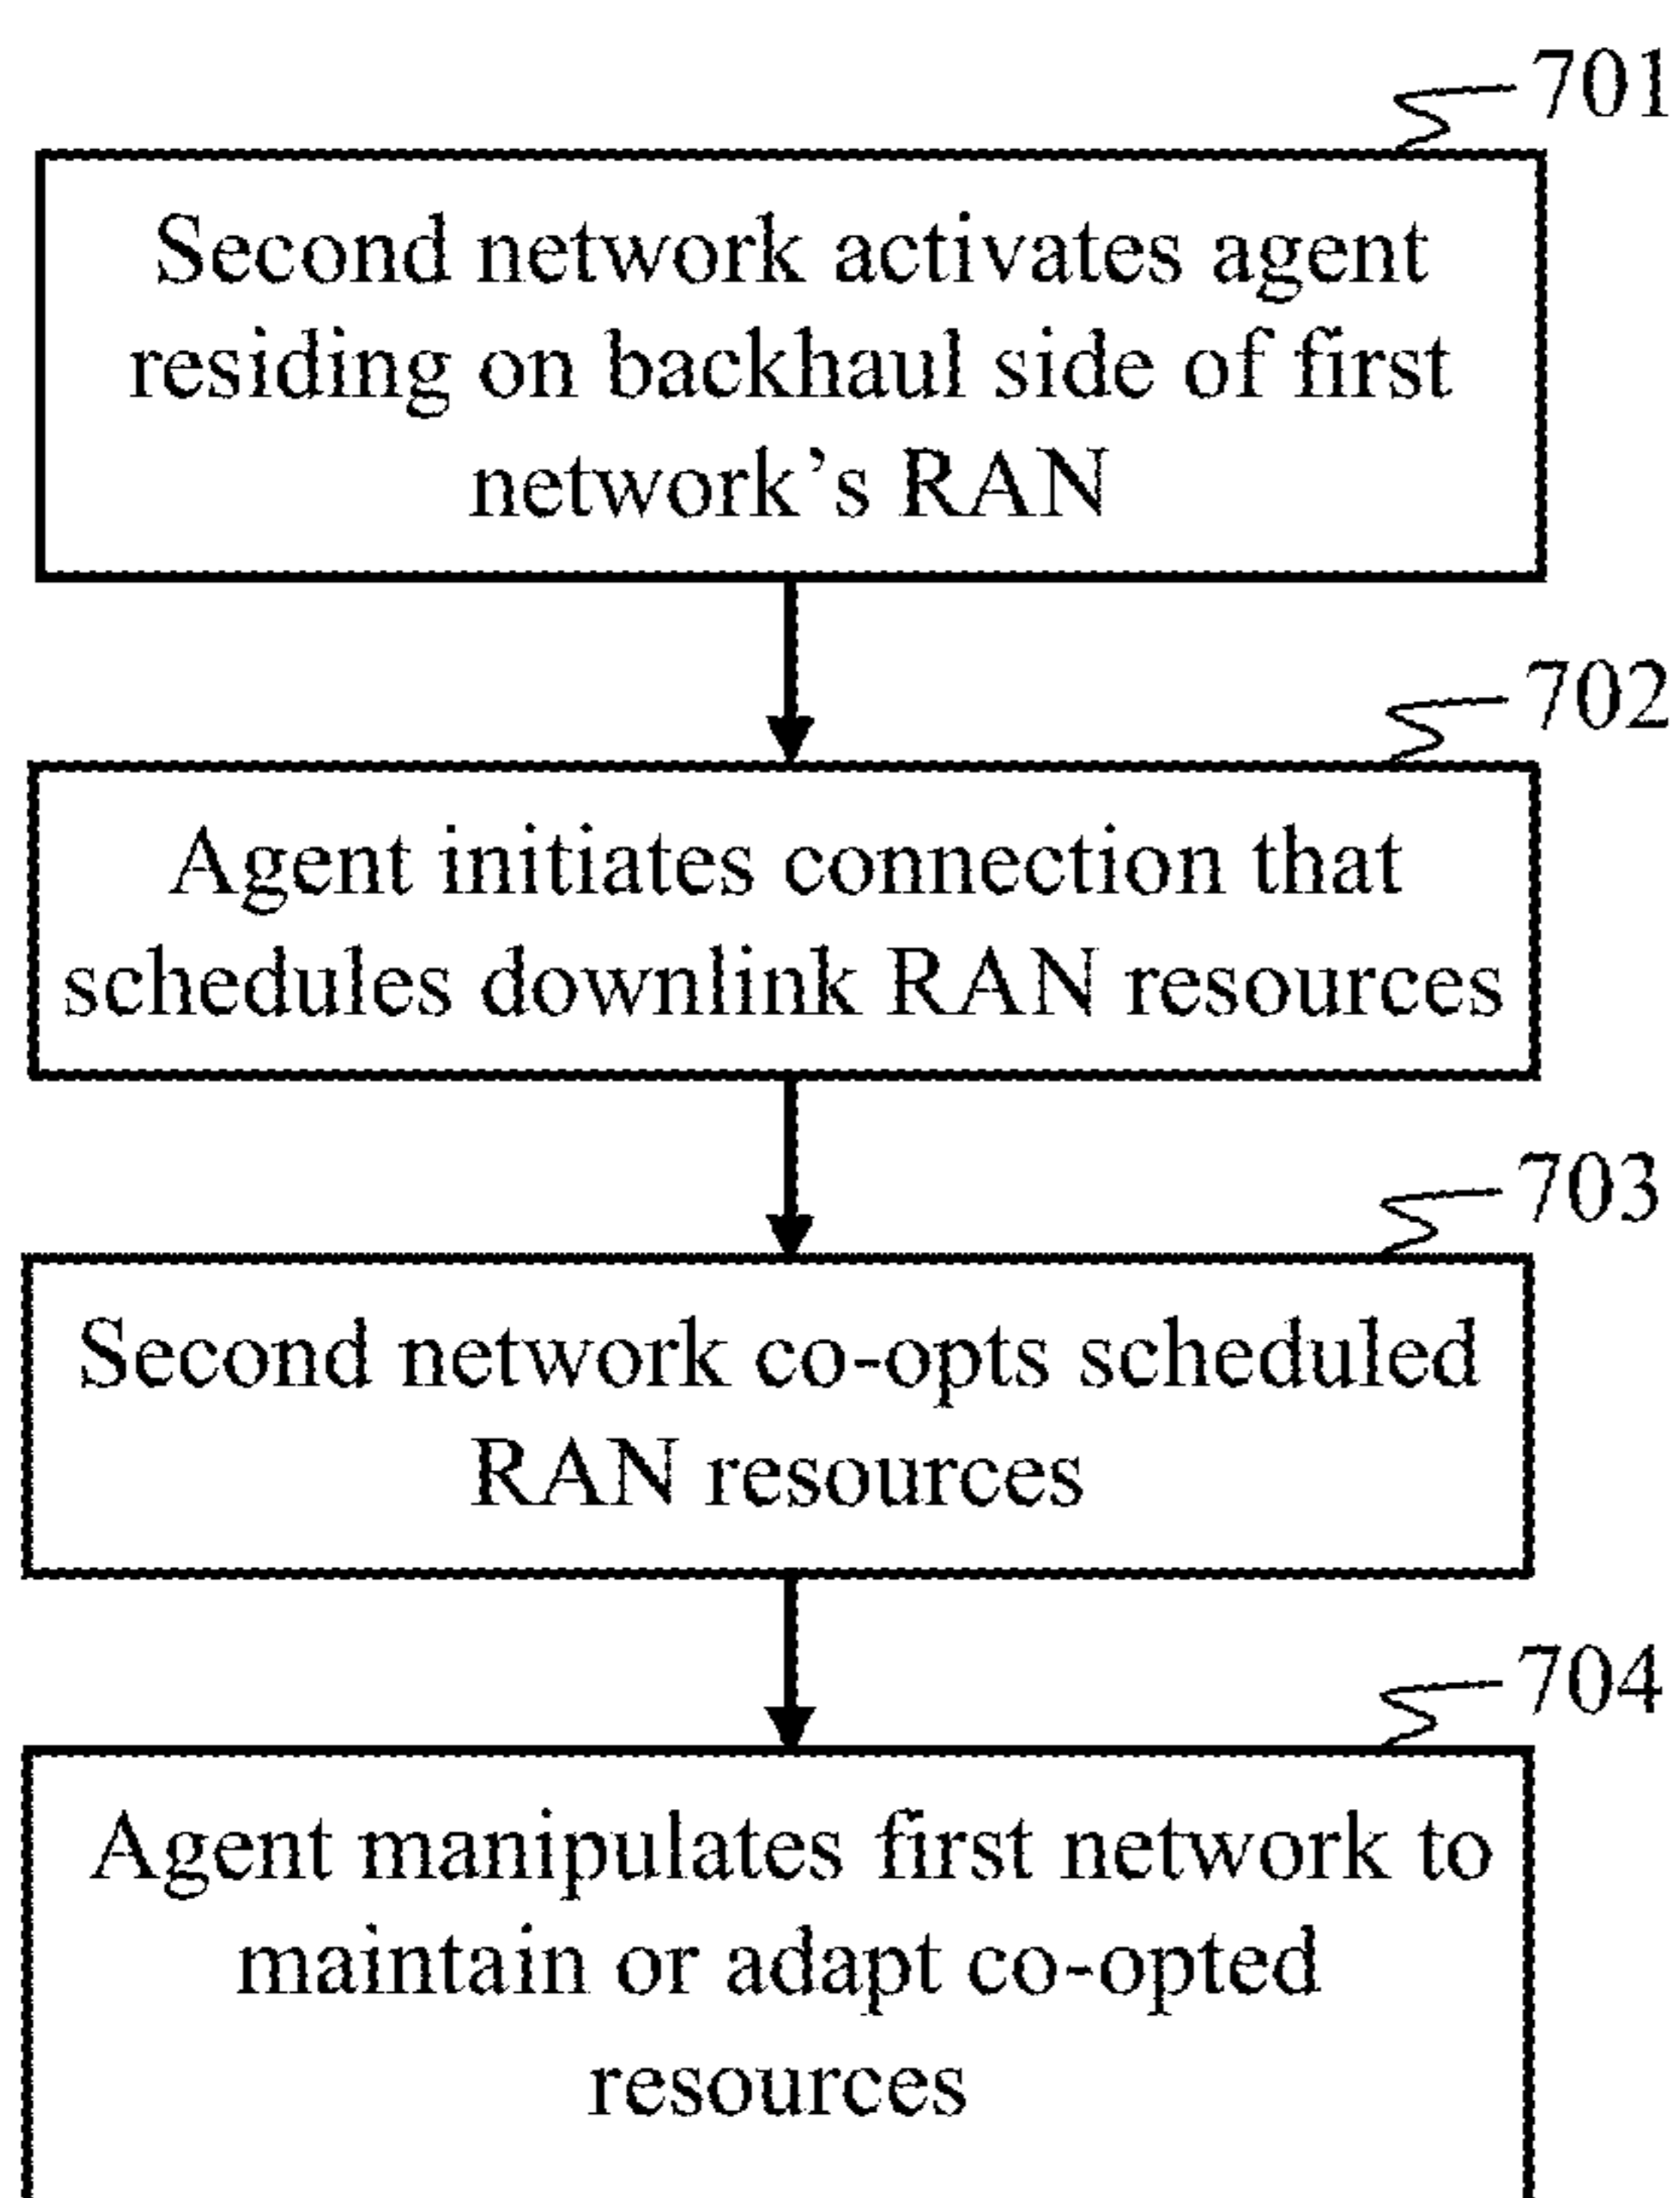 701
Second network activates agent
residing on backhaul side of first
network’s RAN
702
Agent initiates connection that
schedules downlink RAN resources
703
Second network co-opts scheduled
RAN resources
704
Agent manipulates first network to
maintain or adapt co-opted
resources